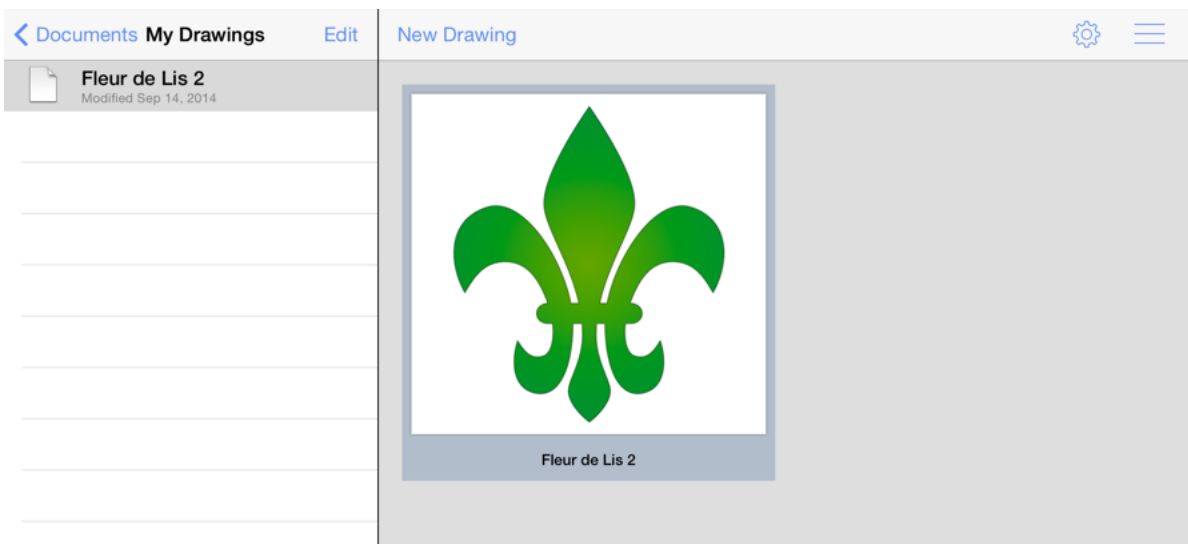 Documents My Drawings Edit New Drawing
Fleur de Lis 2
Modified Sep 14, 2014
Fleur de Lis 2